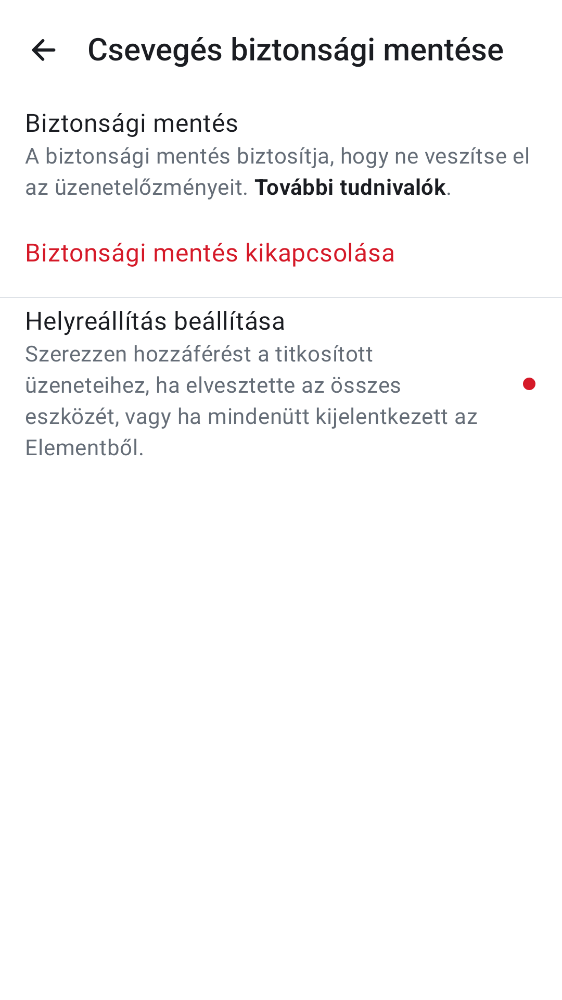 Csevegés biztonsági mentése
Biztonsági mentés
A biztonsági mentés biztosítja, hogy ne veszítse el
az üzenetelőzményeit. További tudnivalók.
Biztonsági mentés kikapcsolása
Helyreállítás beállítása
Szerezzen hozzáférést a titkosított
üzeneteihez, ha elvesztette az összes
eszközét, vagy ha mindenütt kijelentkezett az
Elementből.